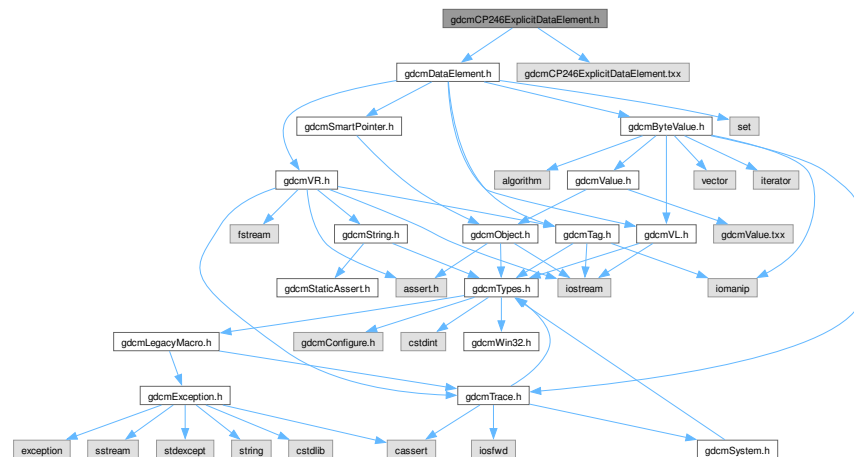 gdcmCP246ExplicitDataElement.h
gdcmDataElement.h
gdcmCP246ExplicitDataElement.txx
gdcmSmartPointer.h
gdcmByteValue.h
set
algorithm
vector
iterator
gdcmVR.h
gdcmValue.h
fstream
gdcmString.h
gdcmObject.h
gdcmTag.h
gdcmVL.h
gdcmValue.txx
gdcmStaticAssert.h
assert.h
gdcmTypes.h
iostream
iomanip
gdcmLegacyMacro.h
gdcmConfigure.h
cstdint
gdcmWin32.h
gdcmException.h
gdcmTrace.h
exception
sstream
stdexcept
string
cstdlib
cassert
iosfwd
gdcmSystem.h